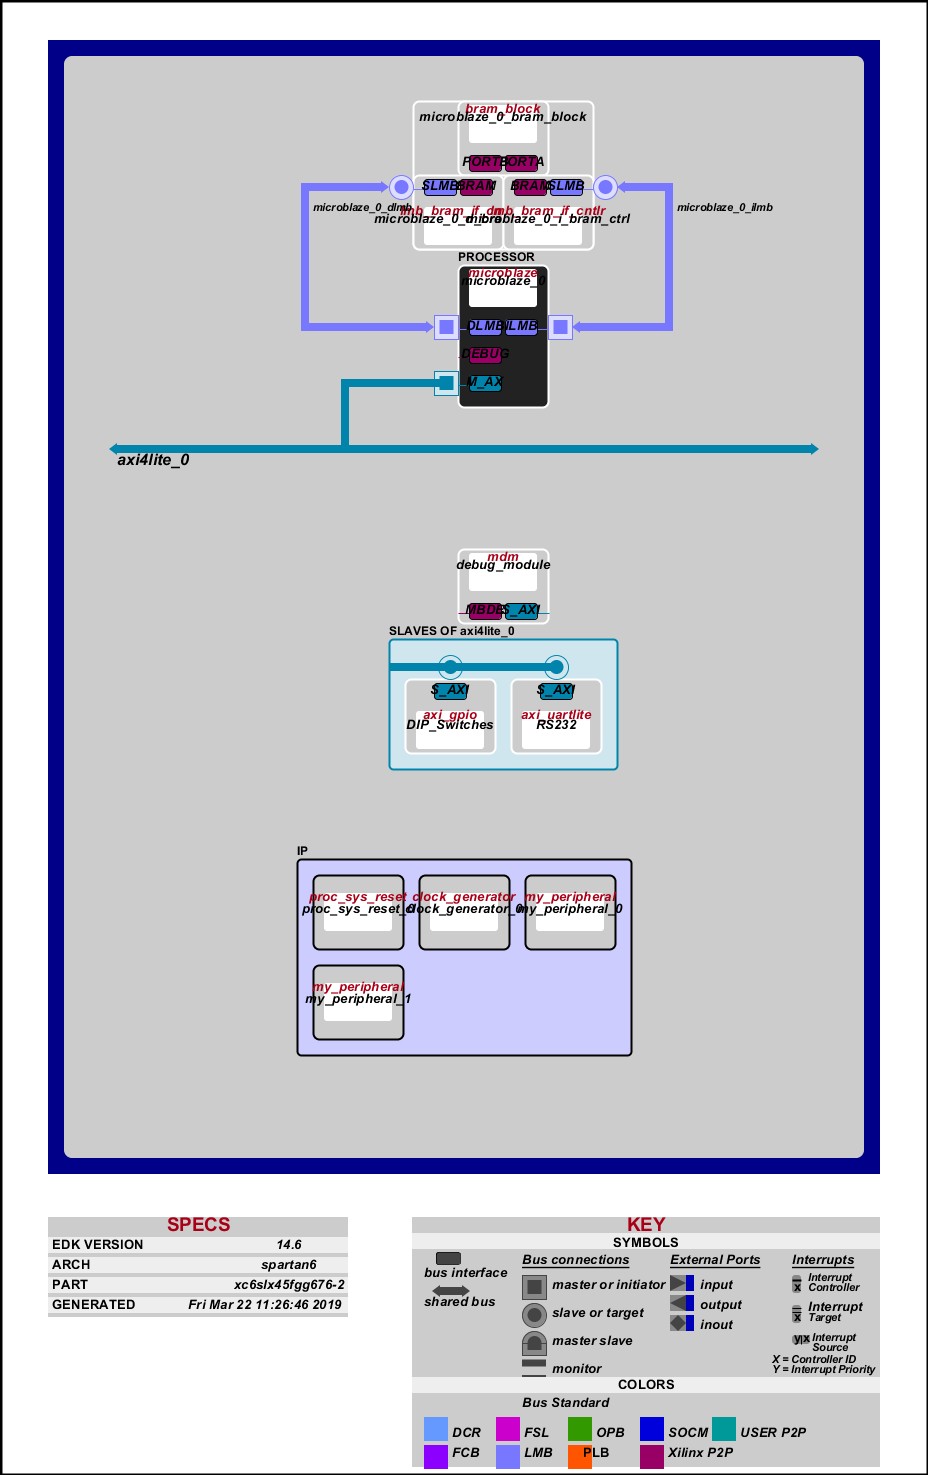 bram_block
microblaze_0_bram_block
PORTB PORTA
SLMB BRAM BRAM SLMB
microblaze_0_dlmb
microblaze_0_ilmb
lmb_bram_if_cntlr
microblaze_0_i_bram_ctrl
PROCESSOR
microblaze
microblaze_0
DLMB ILMB
DEBUG
M_AX
axi4lite_0
mdm
debug_module
S_AXI
SLAVES OF axi4lite_0
S_AXI S_AXI
axi_gpio axi_uartlite
DIP_Switches RS232
IP
proc_sys_reset clock_generator my_peripheral
proc_sys_reset_0 clock_generator_0 my_peripheral_0
my_peripheral
my_peripheral_1
SPECS
EDK VERSION 14.6
ARCH spartan6
PART xc6slx45fgg676-2
GENERATED Fri Mar 22 11:26:46 2019
KEY
SYMBOLS
bus interface
shared bus
Bus connections
master or initiator
slave or target
master slave
monitor
External Ports
input
output
inout
Interrupts
x Interrupt
Controller
x Interrupt
Target
y x Interrupt
Source
X = Controller ID
Y = Interrupt Priority
COLORS
Bus Standard
DCR FSL OPB SOCM USER P2P
FCB LMB PLB Xilinx P2P